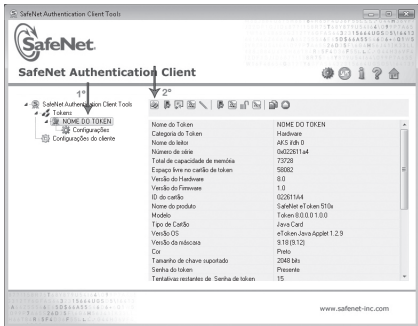 SafeNet Authentication Client Tools
SafeNet.
SafeNet Authentication Client
1º
2º
SafeNet Authentication Client Tools
Tokens
NOME DO TOKEN
Configurações
Configurações do cliente
Nome do Token NOME DO TOKEN
Categoria do Token Hardware
Nome do leitor AKS ifdh 0
Número de série 0x022611a4
Total de capacidade de memória 73728
Espaço livre no cartão de token 58082
Versão do Hardware 8.0
Versão do Firmware 1.0
ID do cartão 022611A4
Nome do produto SafeNet eToken 510x
Modelo Token 8.0.0.0 1.0.0
Tipo de Cartão Java Card
Versão OS eToken Java Applet 1.2.9
Versão da máscara 9.18 (9.12)
Cor Preto
Tamanho de chave suportado 2048 bits
Senha do token Presente
Tentativas restantes de Senha de token 15
www.safenet-inc.com